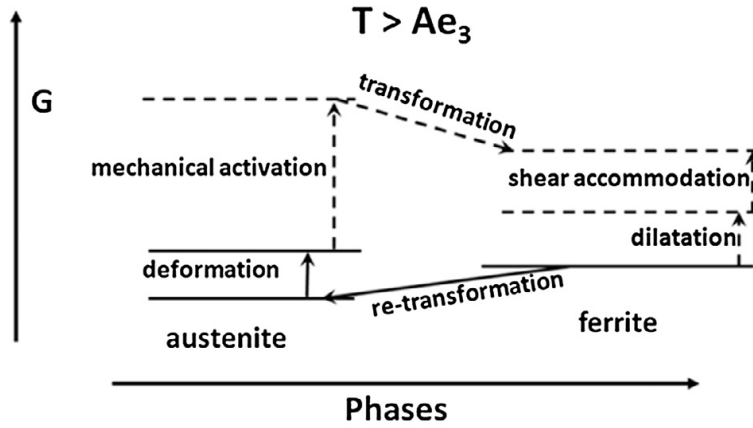 T > Ae₃
G
transformation
mechanical activation
shear accommodation
dilatation
deformation
re-transformation
austenite
ferrite
Phases